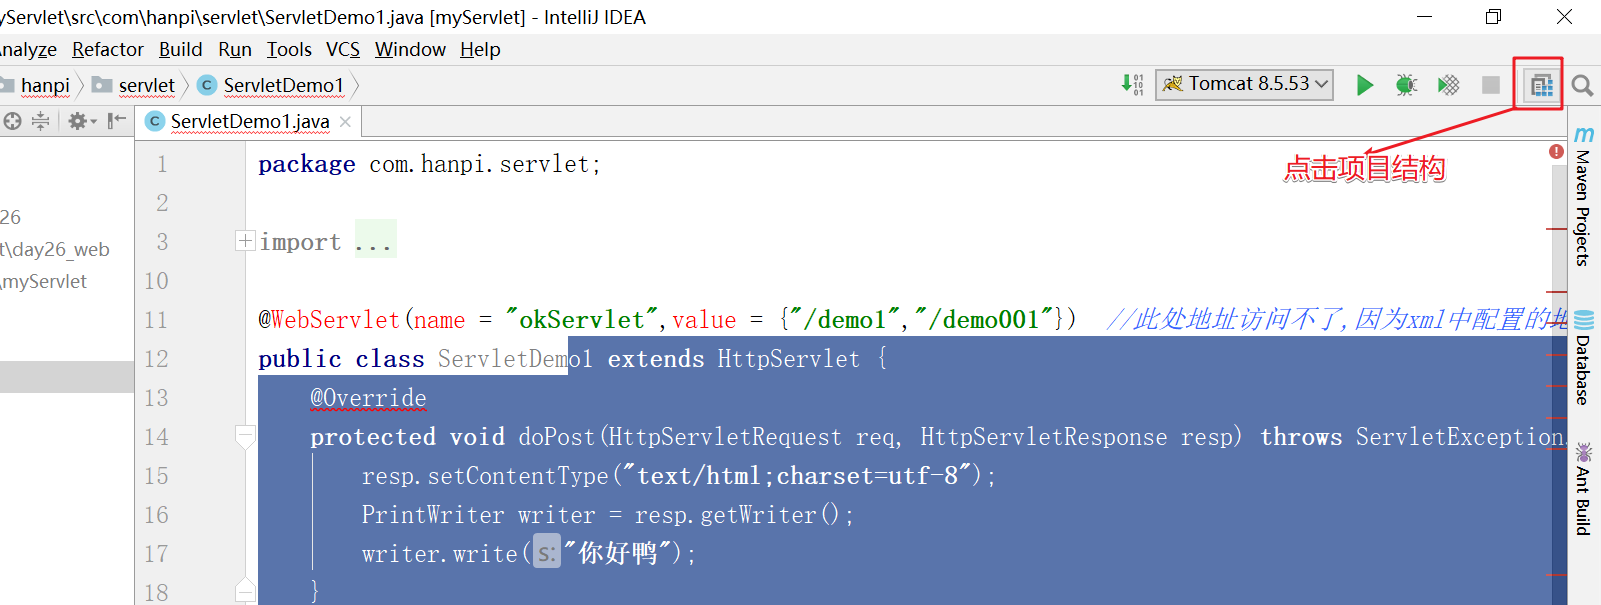 yServlet\src\com\hanpi\servlet\ServletDemo1.java [myServlet] - IntelliJ IDEA
nalyze Refactor Build Run Tools VCS Window Help
hanpi servlet C ServletDemo1 Tomcat 8.5.53
C ServletDemo1.java
点击项目结构
m Maven Projects
Database
Ant Build
26
t\day26_web
myServlet
1 package com.hanpi.servlet;
2
3 import ...
10
11 @WebServlet(name = "okServlet",value = {"/demo1","/demo001"}) //此处地址访问不了,因为xml中配置的地
12 public class ServletDemo1 extends HttpServlet {
13 @Override
14 protected void doPost(HttpServletRequest req, HttpServletResponse resp) throws ServletException,
15 resp.setContentType("text/html;charset=utf-8");
16 PrintWriter writer = resp.getWriter();
17 writer.write( s: "你好鸭");
18 }